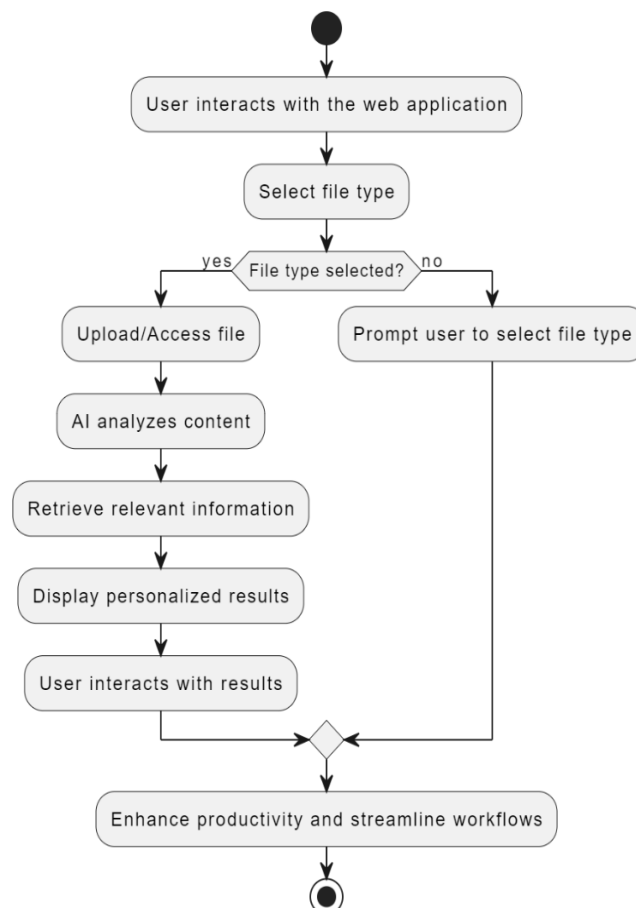 User interacts with the web application
Select file type
yes
File type selected?
no
Upload/Access file
Prompt user to select file type
AI analyzes content
Retrieve relevant information
Display personalized results
User interacts with results
Enhance productivity and streamline workflows